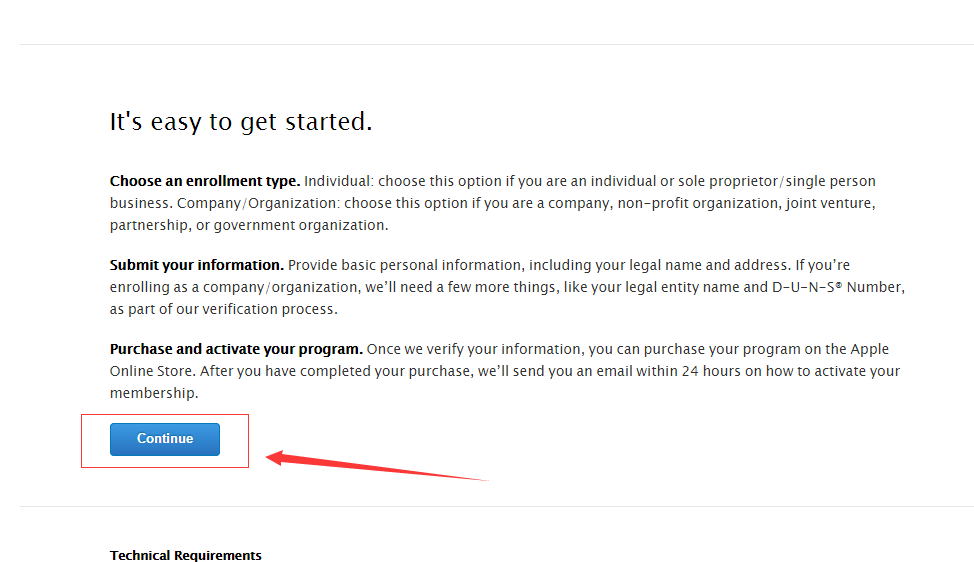 It's easy to get started.
Choose an enrollment type. Individual: choose this option if you are an individual or sole proprietor/single person
business. Company/Organization: choose this option if you are a company, non-profit organization, joint venture,
partnership, or government organization.
Submit your information. Provide basic personal information, including your legal name and address. If you’re
enrolling as a company/organization, we’ll need a few more things, like your legal entity name and D-U-N-S® Number,
as part of our verification process.
Purchase and activate your program. Once we verify your information, you can purchase your program on the Apple
Online Store. After you have completed your purchase, we’ll send you an email within 24 hours on how to activate your
membership.
Continue
Technical Requirements